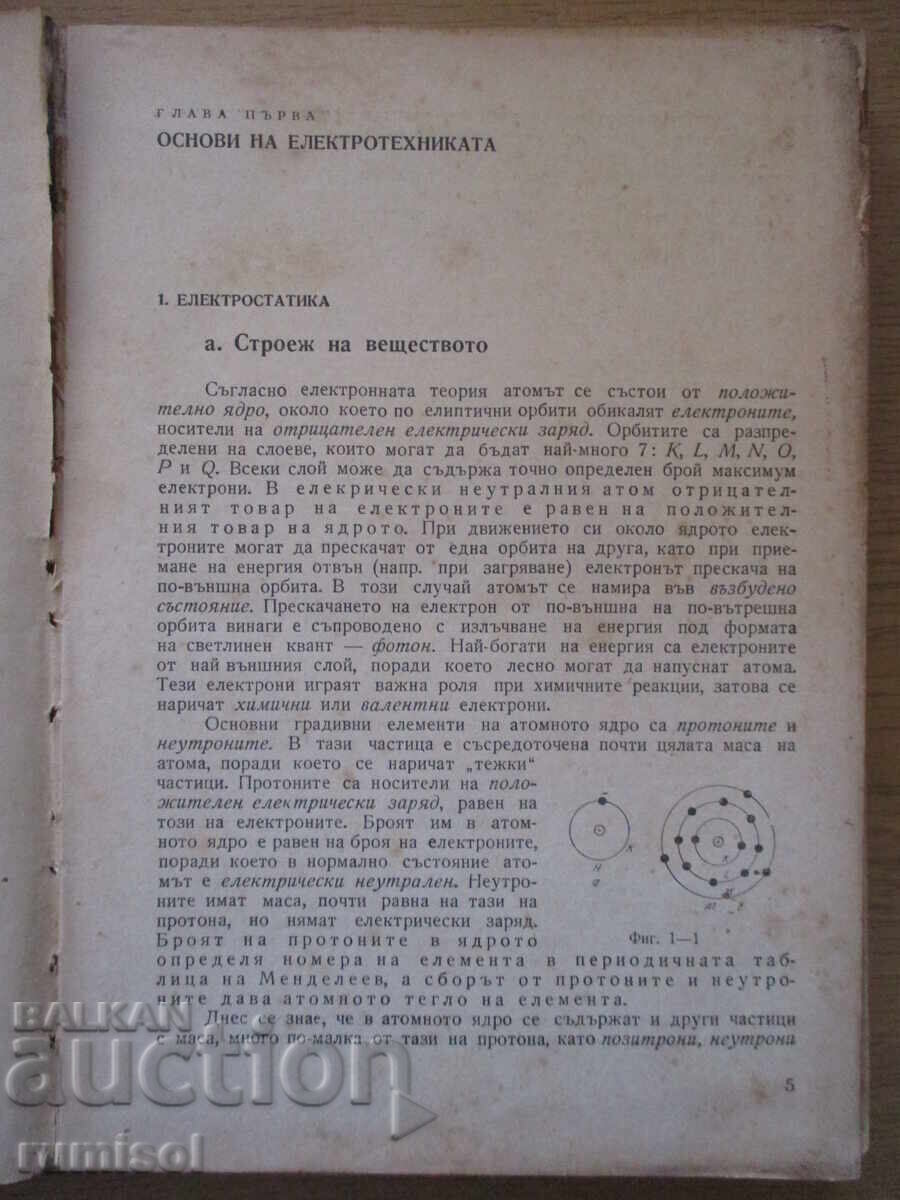 ГЛАВА ПЪРВА
ОСНОВИ НА ЕЛЕКТРОТЕХНИКАТА
1. ЕЛЕКТРОСТАТИКА
а. Строеж на веществото
Съгласно електронната теория атомът се състои от положи-
телно ядро, около което по елиптични орбити обикалят електроните,
носители на отрицателен електрически заряд. Орбитите са разпре-
делени на слоеве, които могат да бъдат най-много 7: K, L, M, N, O,
P и Q. Всеки слой може да съдържа точно определен брой максимум
електрони. В елекрически неутралния атом отрицател-
ният товар на електроните е равен на положител-
ния товар на ядрото. При движението си около ядрото елек-
троните могат да прескачат от една орбита на друга, като при прие-
мане на енергия отвън (напр. при загряване) електронът прескача на
по-външна орбита. В този случай атомът се намира във възбудено
състояние. Прескачането на електрон от по-външна на по-вътрешна
орбита винаги е съпроводено с излъчване на енергия под формата
на светлинен квант — фотон. Най-богати на енергия са електроните
от най външния слой, поради което лесно могат да напуснат атома.
Тези електрони играят важна роля при химичните реакции, затова се
наричат химични или валентни електрони.
Основни градивни елементи на атомното ядро са протоните и
неутроните. В тази частица е съсредоточена почти цялата маса на
атома, поради което се наричат „тежки“
частици. Протоните са носители на поло-
жителен електрически заряд, равен на
този на електроните. Броят им в атом-
ното ядро е равен на броя на електроните,
поради което в нормално състояние ато-
мът е електрически неутрален. Неутро-
ните имат маса, почти равна на тази на
протона, но нямат електрически заряд.
Броят на протоните в ядрото
Фиг. 1—1
определя номера на елемента в периодичната таб-
лица на Менделеев, а сборът от протоните и неутро-
ните дава атомното тегло на елемента.
Днес се знае, че в атомното ядро се съдържат и други частици
с маса, много по-малка от тази на протона, като позитрони, неутрони
5
BALKAN
auction
rumisol